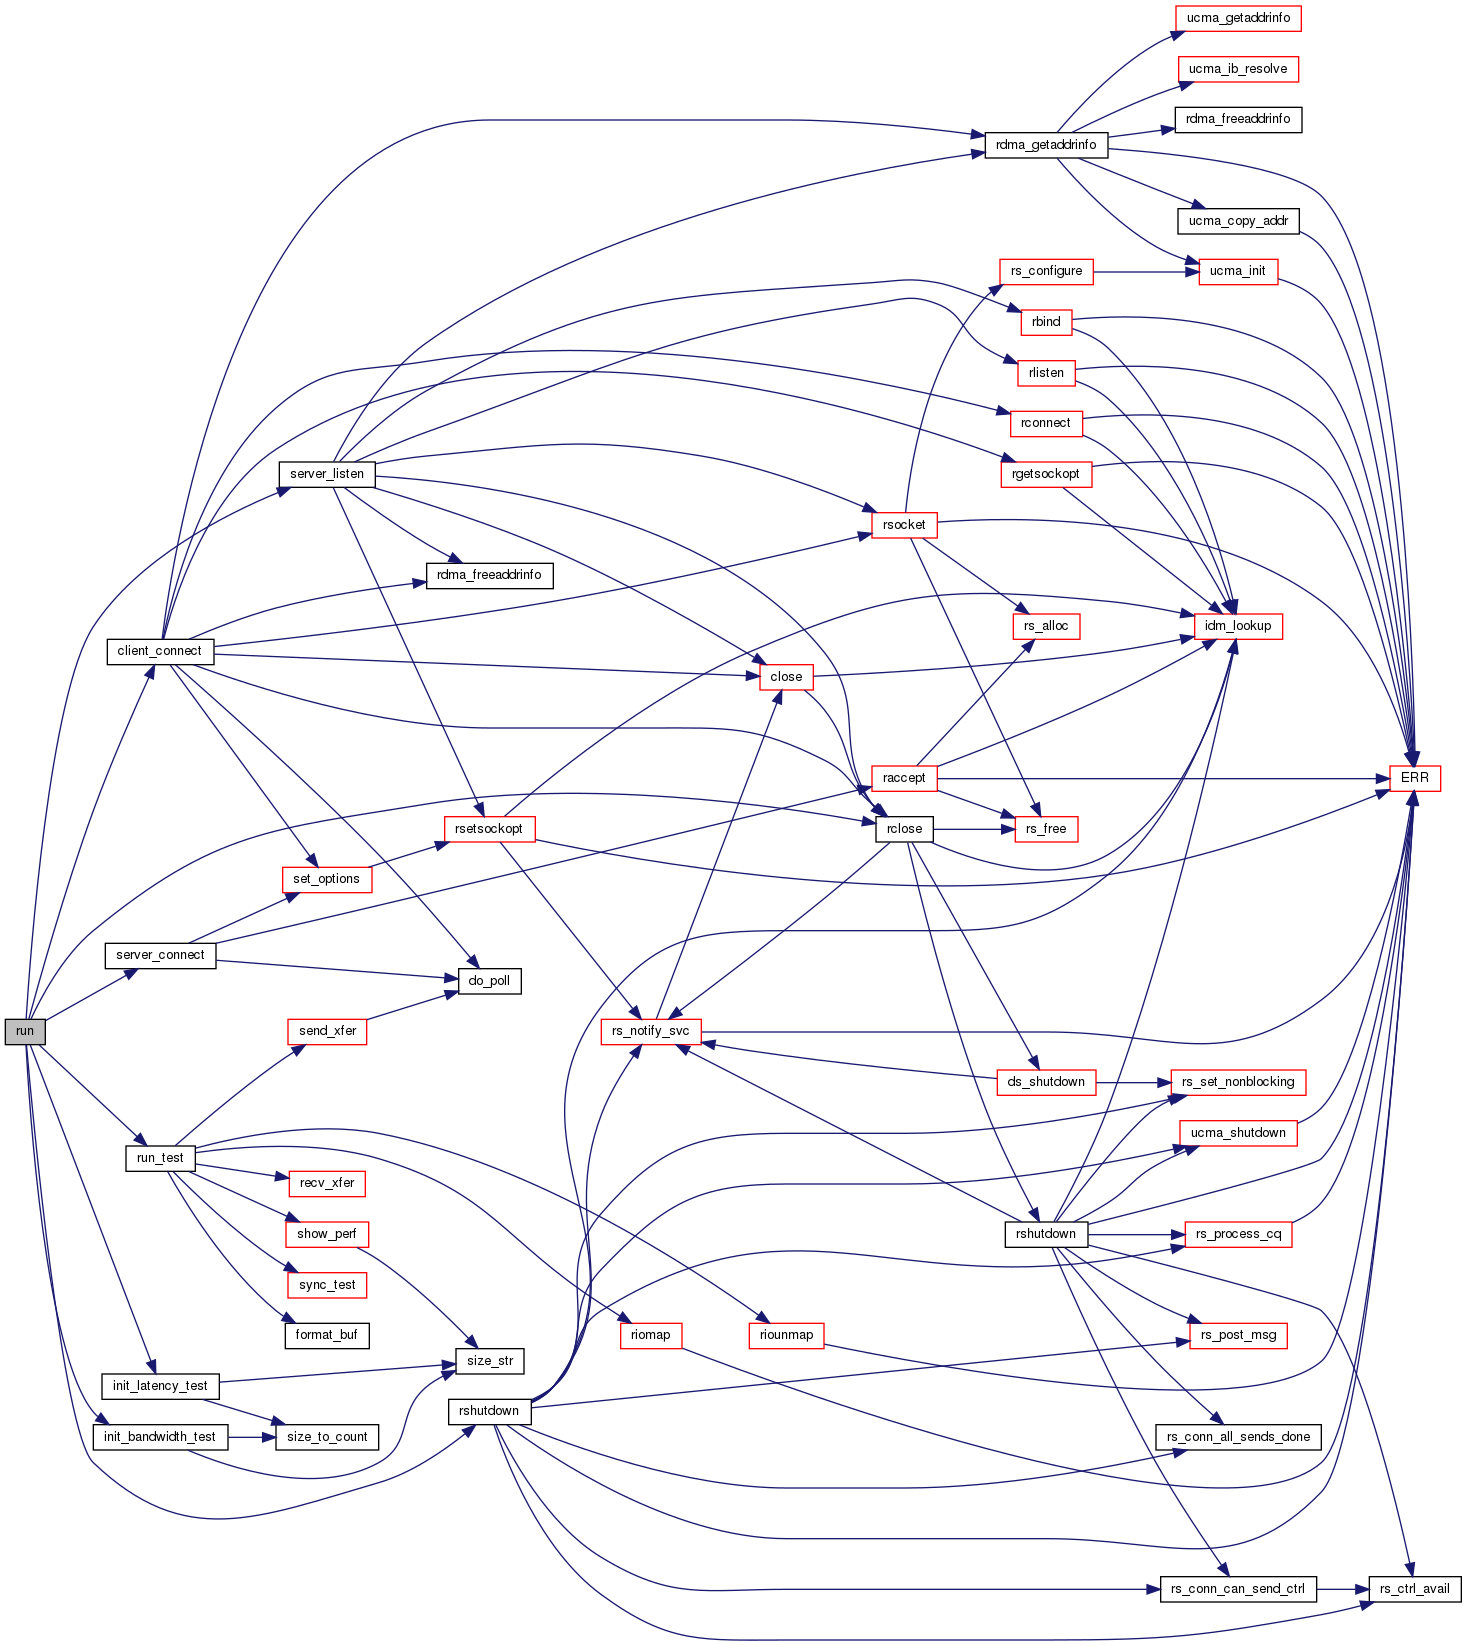 ucma_getaddrinfo
ucma_ib_resolve
rdma_freeaddrinfo
rdma_getaddrinfo
ucma_copy_addr
rs_configure
ucma_init
rbind
rlisten
rconnect
server_listen
rgetsockopt
rsocket
rdma_freeaddrinfo
rs_alloc
idm_lookup
client_connect
close
raccept
ERR
rsetsockopt
rclose
rs_free
set_options
server_connect
do_poll
run
send_xfer
rs_notify_svc
ds_shutdown
rs_set_nonblocking
ucma_shutdown
run_test
recv_xfer
show_perf
rshutdown
rs_process_cq
sync_test
format_buf
riomap
riounmap
rs_post_msg
size_str
init_latency_test
rshutdown
init_bandwidth_test
size_to_count
rs_conn_all_sends_done
rs_conn_can_send_ctrl
rs_ctrl_avail